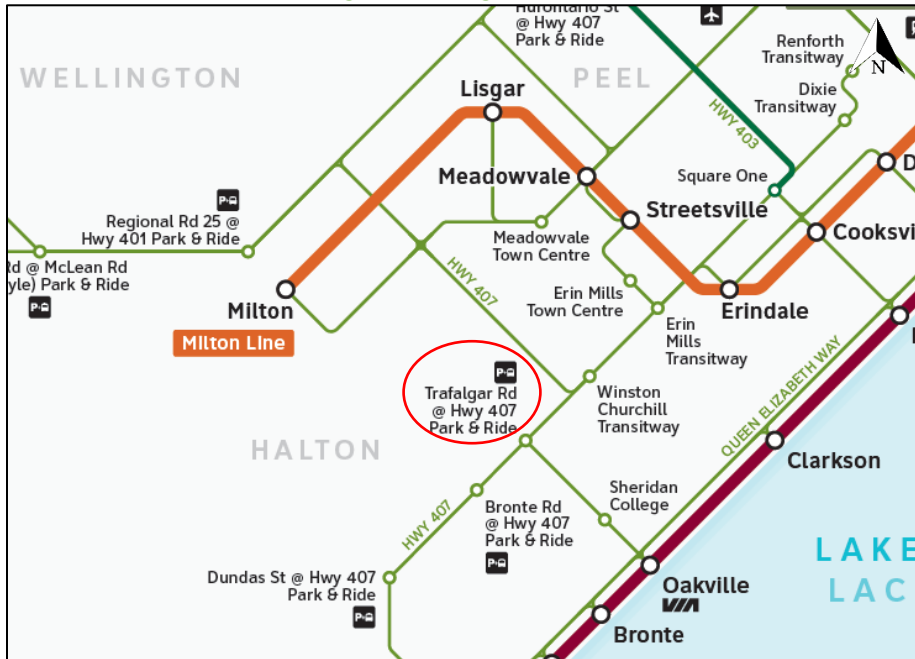 Hurontario St
@ Hwy 407
Park & Ride
Renforth
Transitway
N
WELLINGTON
PEEL
Lisgar
Dixie
Transitway
HWY 403
Meadowvale
Square One
D
Streetsville
Regional Rd 25 @
Hwy 401 Park & Ride
Meadowvale
Town Centre
Cooksvi
Rd @ McLean Rd
yle) Park & Ride
HWY 407
Erin Mills
Town Centre
Milton
Erindale
Erin
Mills
Transitway
Milton Line
QUEEN ELIZABETH WAY
Trafalgar Rd
@ Hwy 407
Park & Ride
Winston
Churchill
Transitway
HALTON
Clarkson
Sheridan
College
HWY 407
Bronte Rd
@ Hwy 407
Park & Ride
LAKE
LAC
Dundas St @ Hwy 407
Park & Ride
Oakville
VIA
Bronte